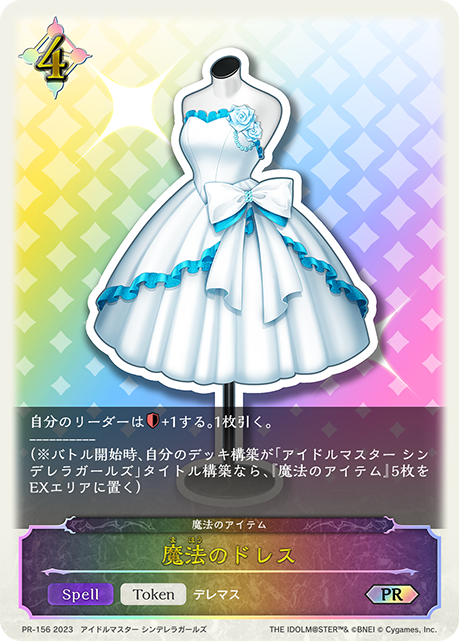 4
自分のリーダーは+1する。1枚引く。
----------
(※バトル開始時、自分のデッキ構築が「アイドルマスター シン
デレラガールズ」タイトル構築なら、『魔法のアイテム』5枚を
EXエリアに置く)
魔法のアイテム
まほう
魔法のドレス
Spell Token デレマス PR
PR-156 2023 アイドルマスター シンデレラガールズ THE IDOLM@STER™& ©BNEI © Cygames, Inc.